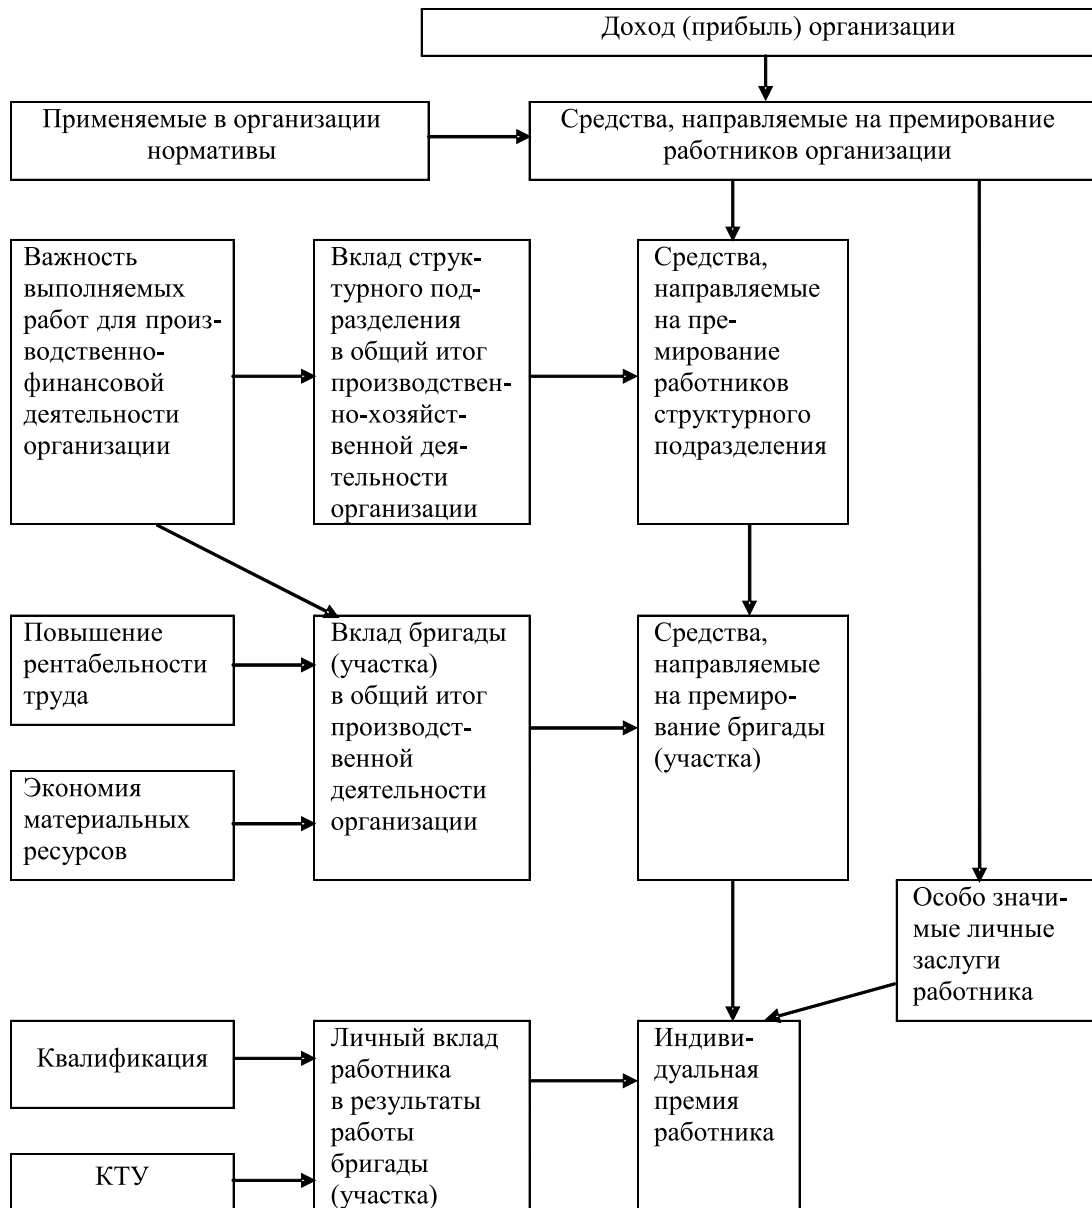 Доход (прибыль) организации
Применяемые в организации
нормативы
Средства, направляемые на премирование
работников организации
Важность
выполняемых
работ для произ-
водственно-
финансовой
деятельности
организации
Вклад струк-
турного под-
разделения
в общий итог
производствен-
но-хозяйст-
венной дея-
тельности
организации
Средства,
направляемые
на пре-
мирование
работников
структурного
подразделения
Повышение
рентабельности
труда
Экономия
материальных
ресурсов
Вклад бригады
(участка)
в общий итог
производст-
венной
деятельности
организации
Средства,
направляемые
на премиро-
вание бригады
(участка)
Особо значи-
мые личные
заслуги
работника
Квалификация
КТУ
Личный вклад
работника
в результаты
работы
бригады
(участка)
Индиви-
дуальная
премия
работника